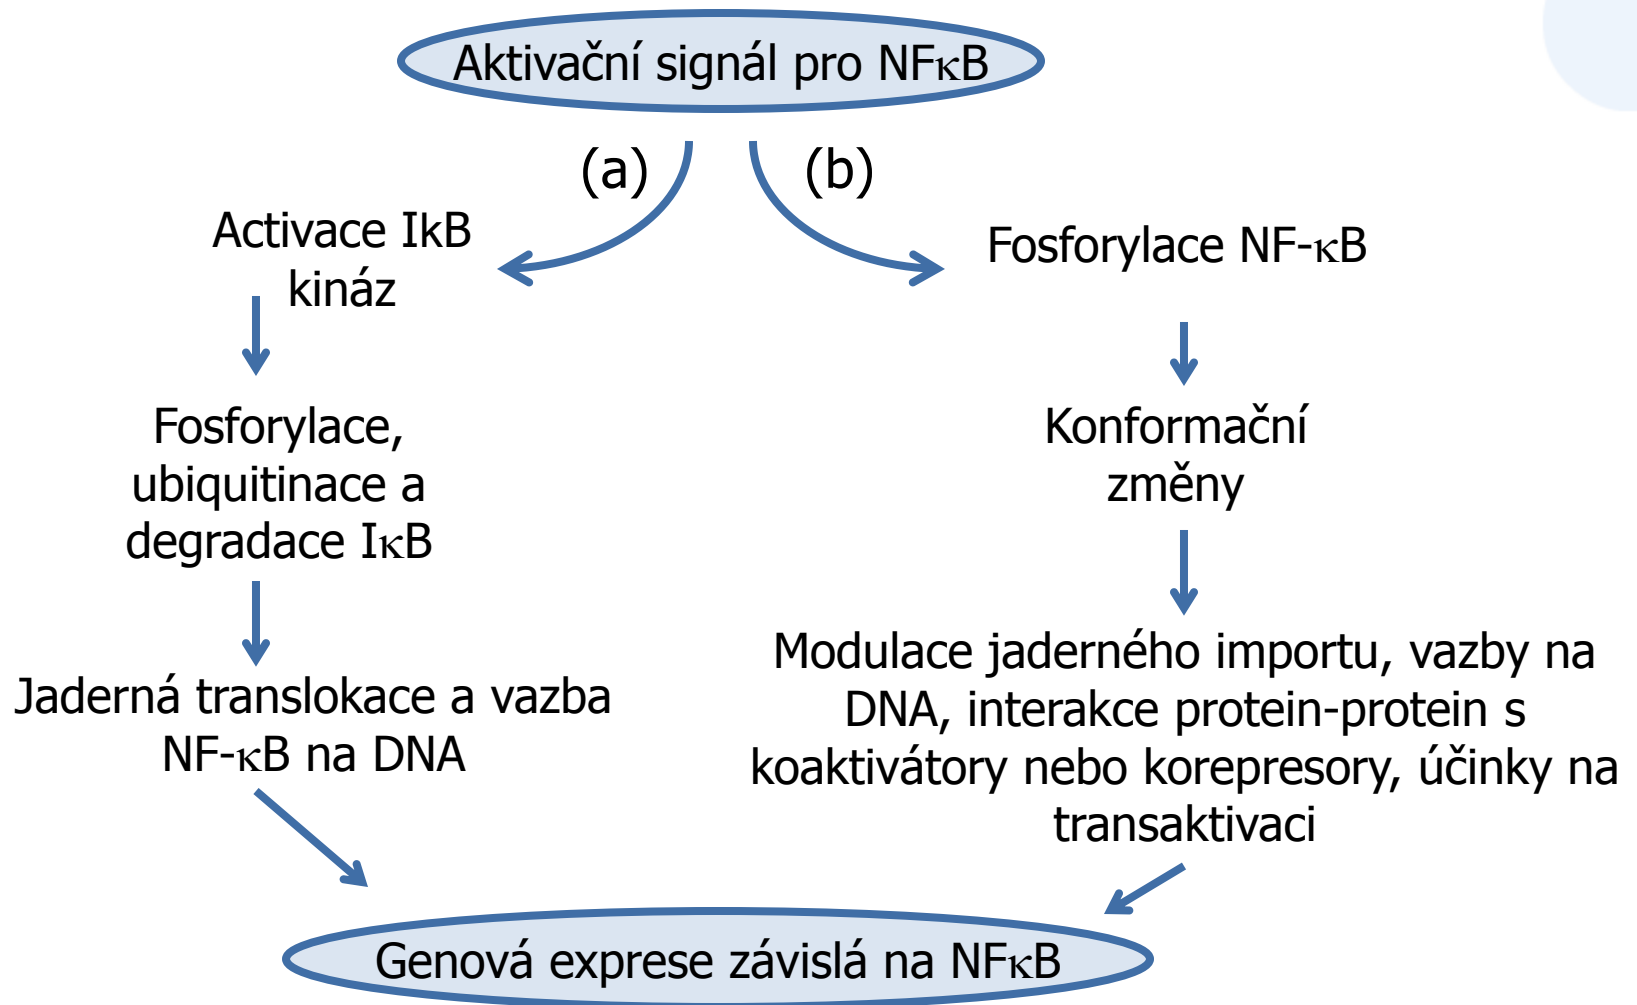 Aktivační signál pro NFκB
(a)
(b)
Activace IkB
kináz
Fosforylace,
ubiquitinace a
degradace IκB
Jaderná translokace a vazba
NF-κB na DNA
Fosforylace NF-κB
Konformační
změny
Modulace jaderného importu, vazby na
DNA, interakce protein-protein s
koaktivátory nebo korepresory, účinky na
transaktivaci
Genová exprese závislá na NFκB